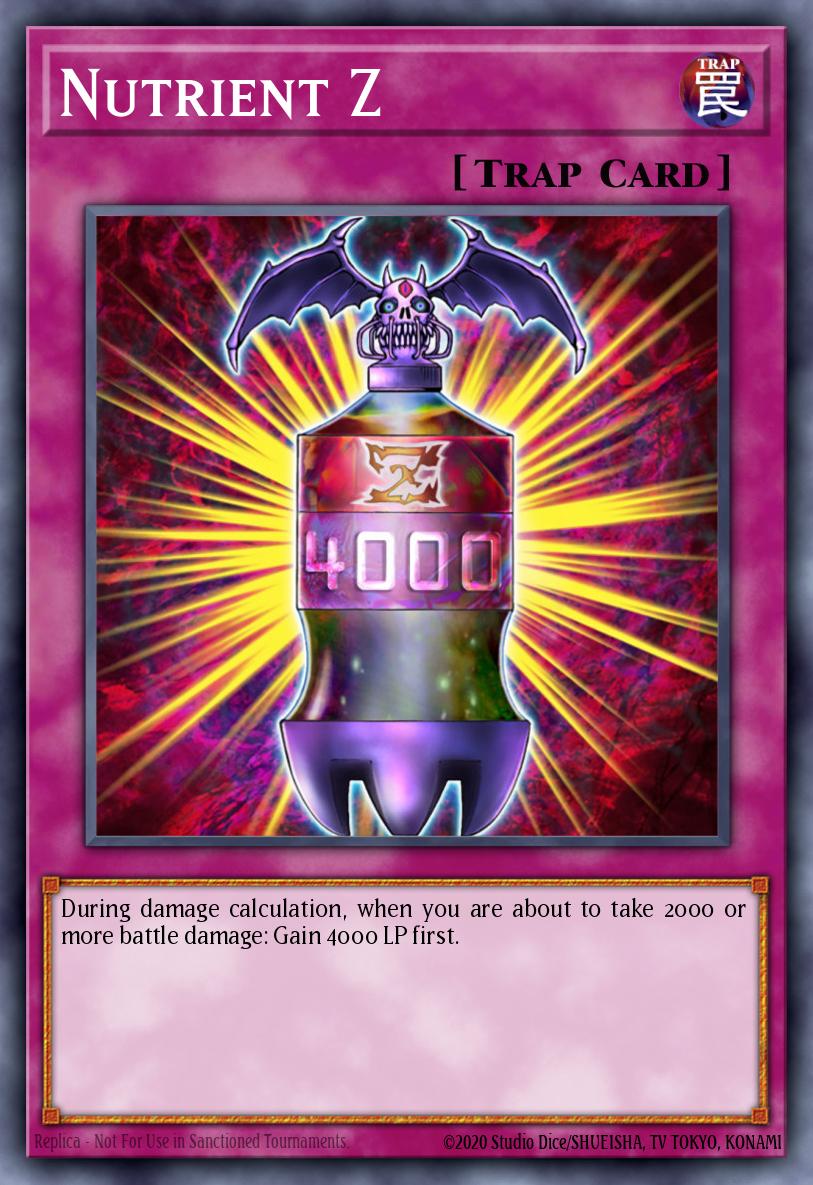 Nutrient Z
TRAP
罠
[Trap Card]
Z
2
4000
During damage calculation, when you are about to take 2000 or
more battle damage: Gain 4000 LP first.
Replica - Not For Use in Sanctioned Tournaments.
©2020 Studio Dice/SHUEISHA, TV TOKYO, KONAMI